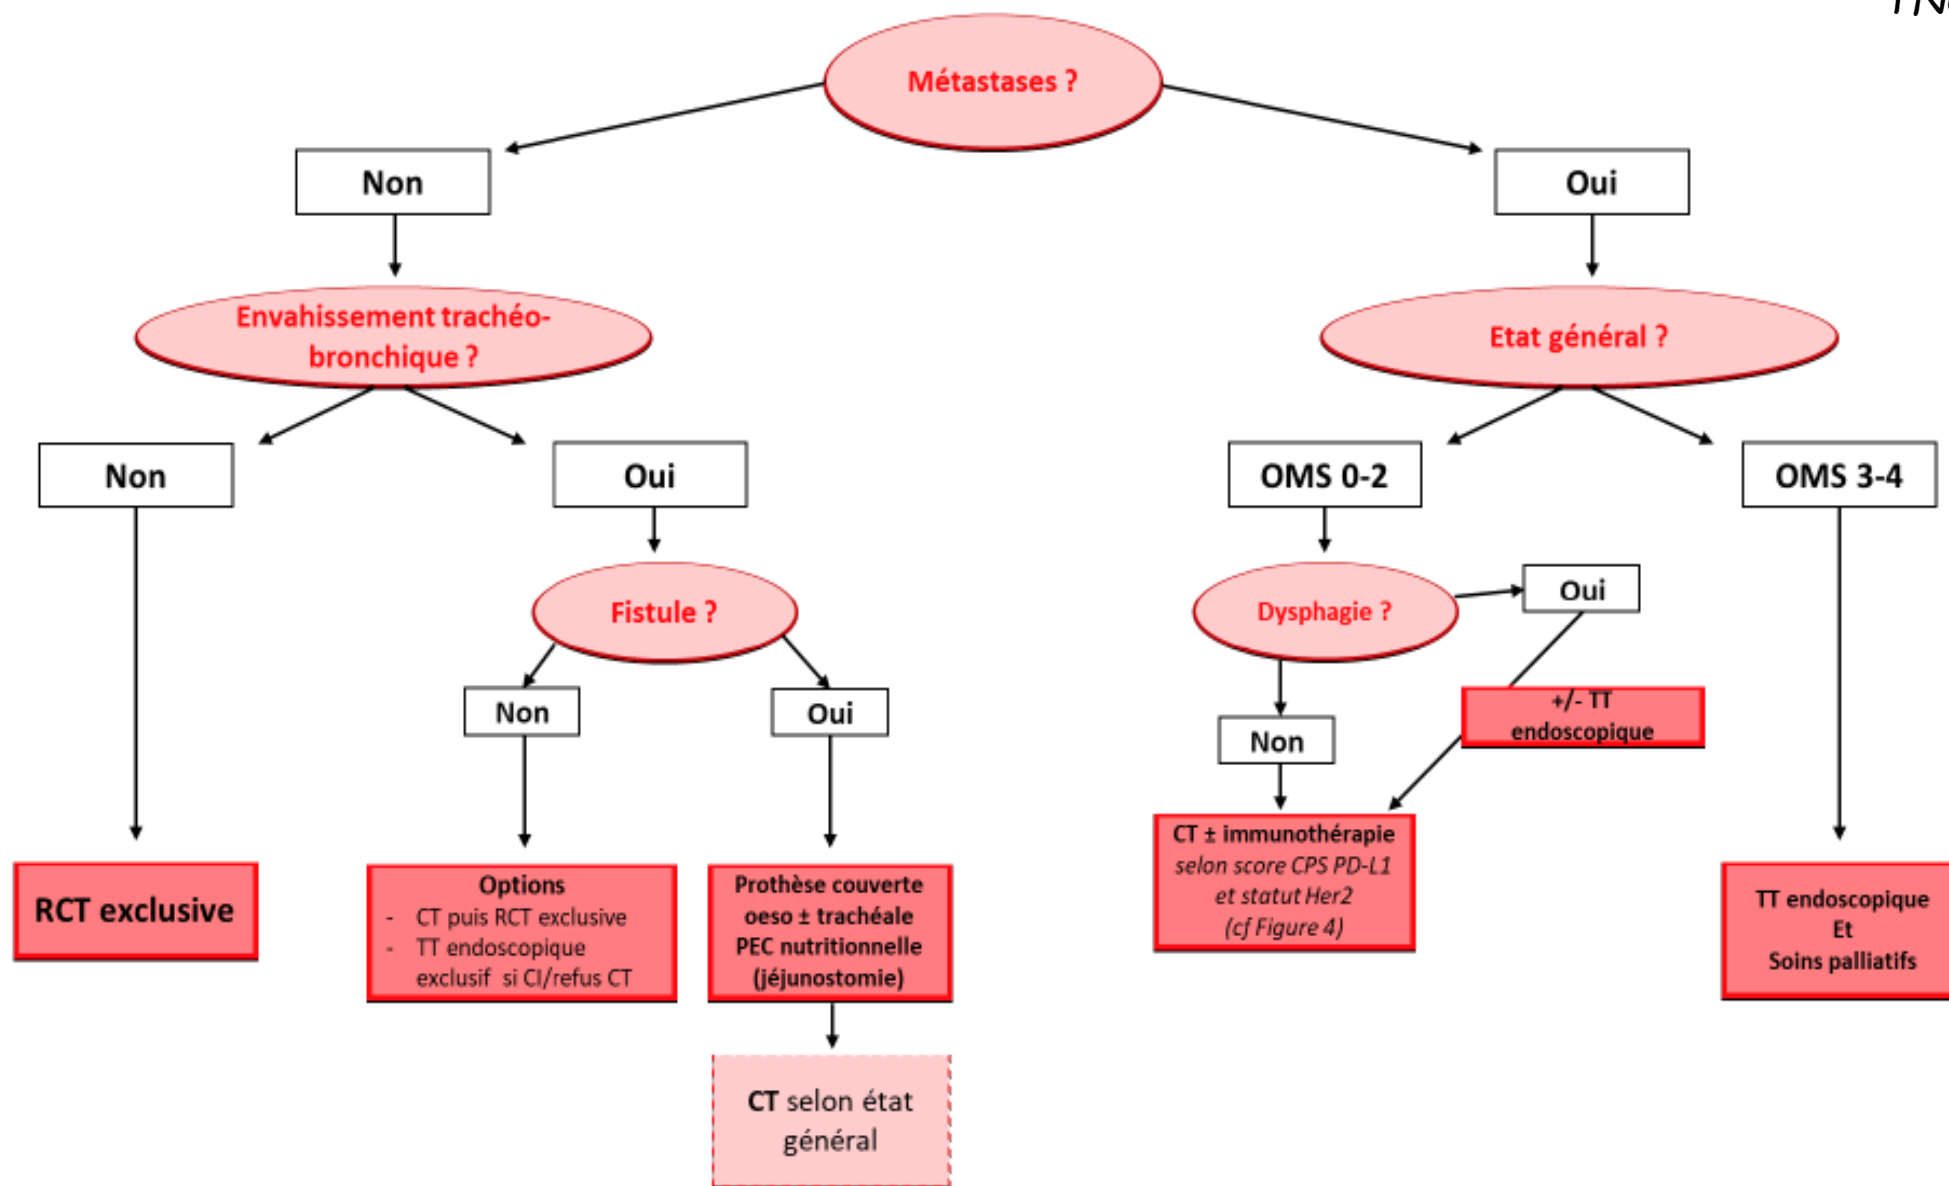 Métastases ?
Non
Oui
Envahissement trachéo-
bronchique ?
Etat général ?
Non
Oui
OMS 0-2
OMS 3-4
Fistule ?
Dysphagie ?
Oui
Non
Oui
Non
+/- TT
endoscopique
RCT exclusive
Options
- CT puis RCT exclusive
- TT endoscopique
exclusif si CI/refus CT
Prothèse couverte
oeso ± trachéale
PEC nutritionnelle
(jéjunostomie)
CT ± immunothérapie
selon score CPS PD-L1
et statut Her2
(cf Figure 4)
TT endoscopique
Et
Soins palliatifs
CT selon état
général